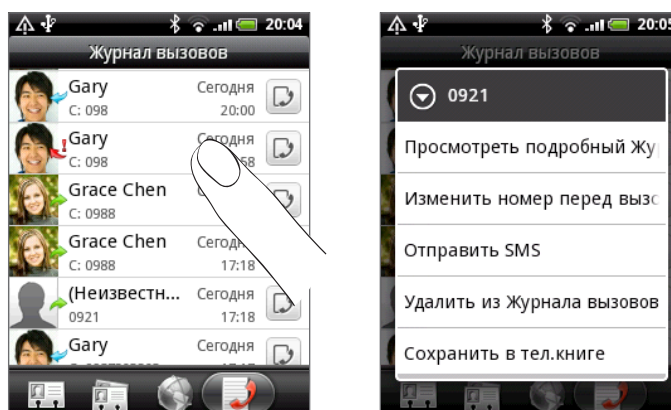 20:04
Журнал вызовов
Gary
Сегодня
С: 098
20:00
Gary
Сегодня
С: 098
58
Grace Chen
С: 0988
Grace Chen
С: 0988
17:18
(Неизвестн...
Сегодня
0921
17:18
Gary
Сегодня
20:05
Журнал вызовов
0921
Просмотреть подробный Жу
Изменить номер перед вызо
Отправить SMS
Удалить из Журнала вызовов
Сохранить в тел.книге